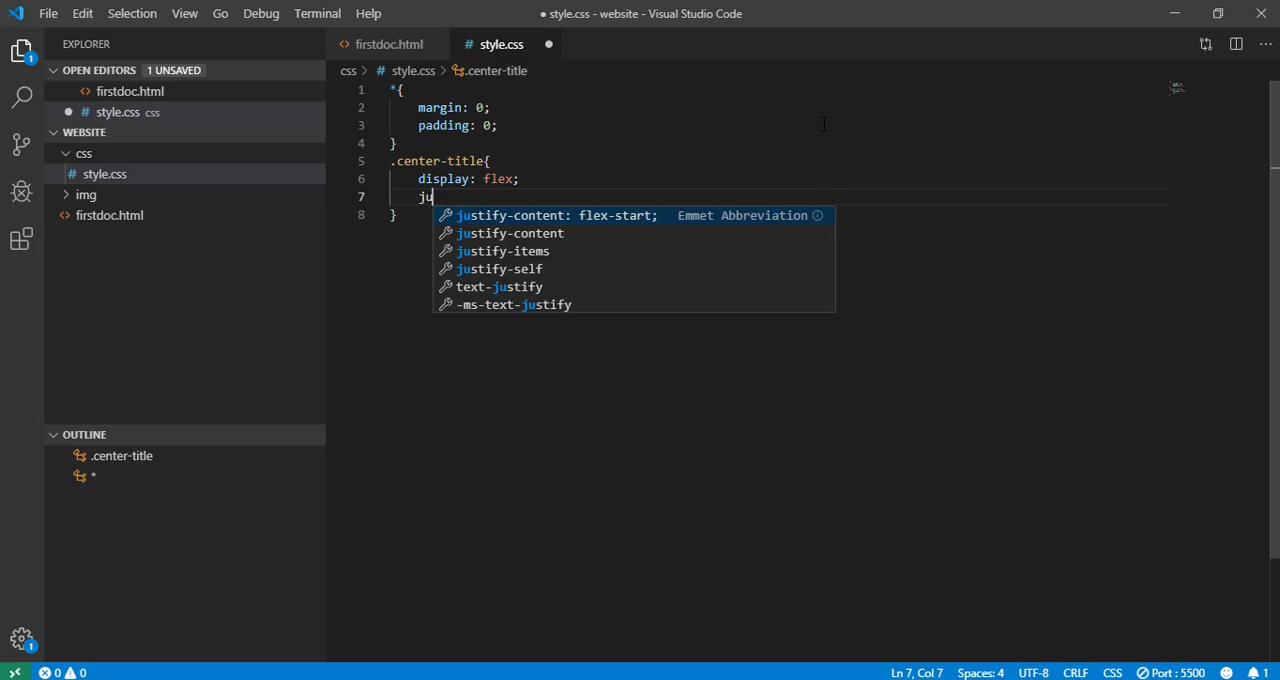 File Edit Selection View Go Debug Terminal Help ● style.css - website - Visual Studio Code
EXPLORER
firstdoc.html # style.css ●
OPEN EDITORS 1 UNSAVED
css > # style.css > .center-title
firstdoc.html
● # style.css css
WEBSITE
css
# style.css
img
firstdoc.html
1 *{
2 margin: 0;
3 padding: 0;
4 }
5 .center-title{
6 display: flex;
7 ju
8 }
justify-content: flex-start; Emmet Abbreviation
justify-content
justify-items
justify-self
text-justify
-ms-text-justify
OUTLINE
.center-title
*
1
1
0 0 Ln 7, Col 7 Spaces: 4 UTF-8 CRLF CSS Port : 5500 1